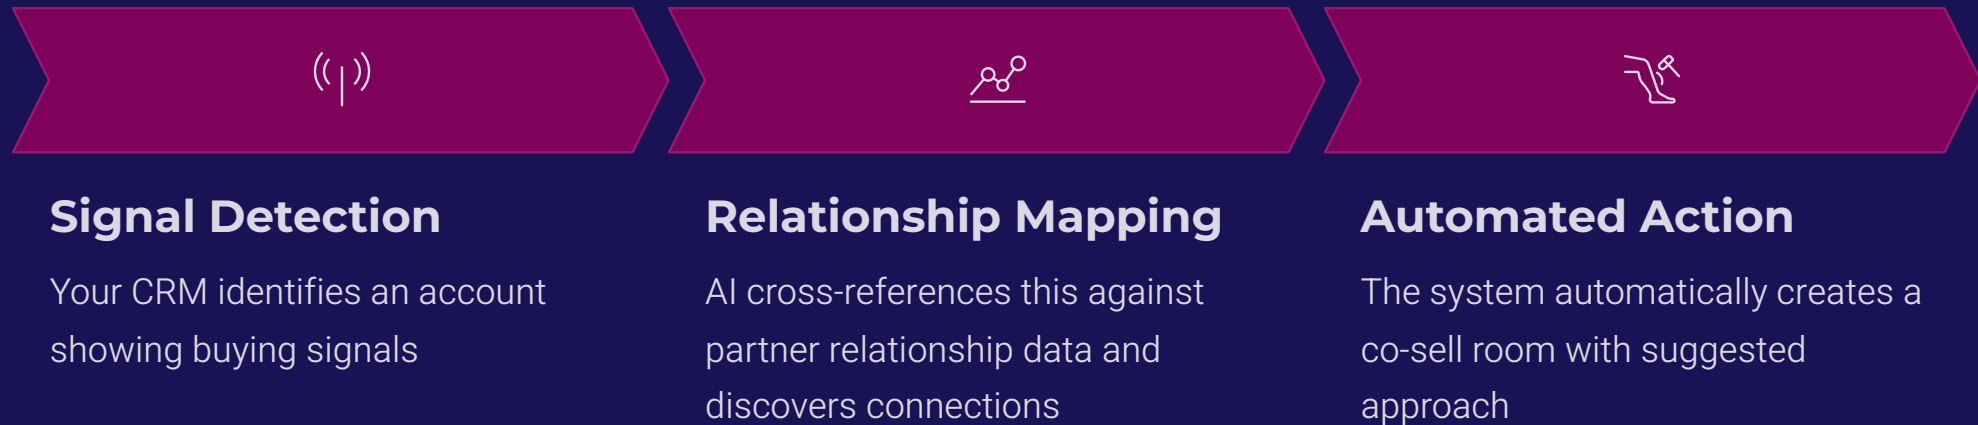 Signal Detection
Your CRM identifies an account
showing buying signals
Relationship Mapping
AI cross-references this against
partner relationship data and
discovers connections
Automated Action
The system automatically creates a
co-sell room with suggested
approach